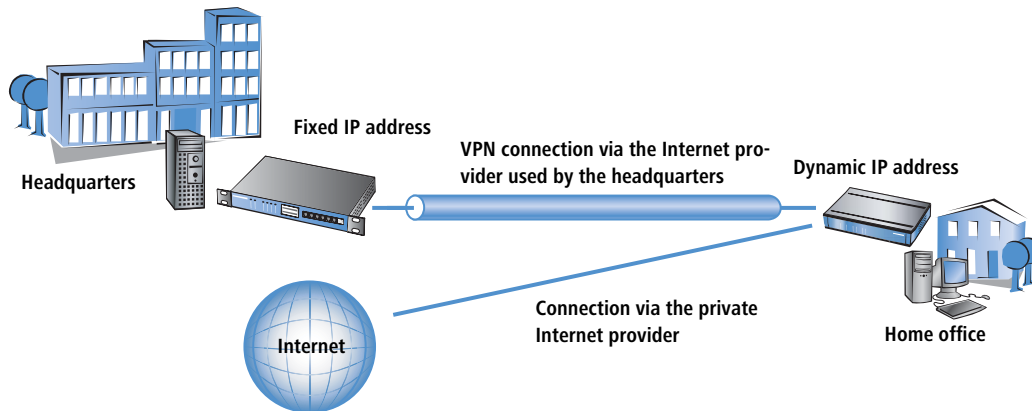 Fixed IP address
VPN connection via the Internet pro-
vider used by the headquarters
Dynamic IP address
Headquarters
Connection via the private
Internet provider
Internet
Home office